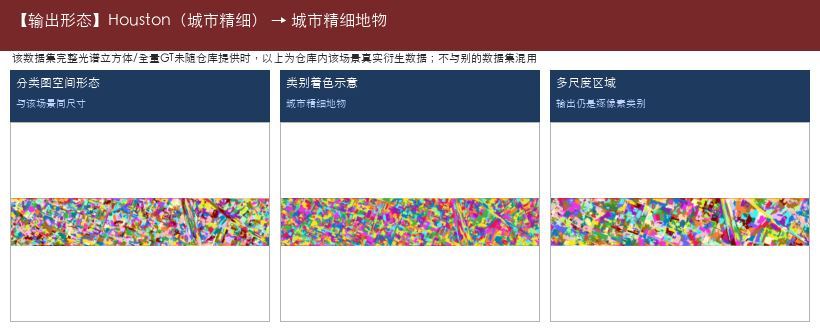 【输出形态】Houston（城市精细）→ 城市精细地物
该数据集完整光谱立方体/全量GT未随仓库提供时，以上为仓库内该场景真实衍生数据；不与别的数据集混用
分类图空间形态
与该场景同尺寸
类别着色示意
城市精细地物
多尺度区域
输出仍是逐像素类别